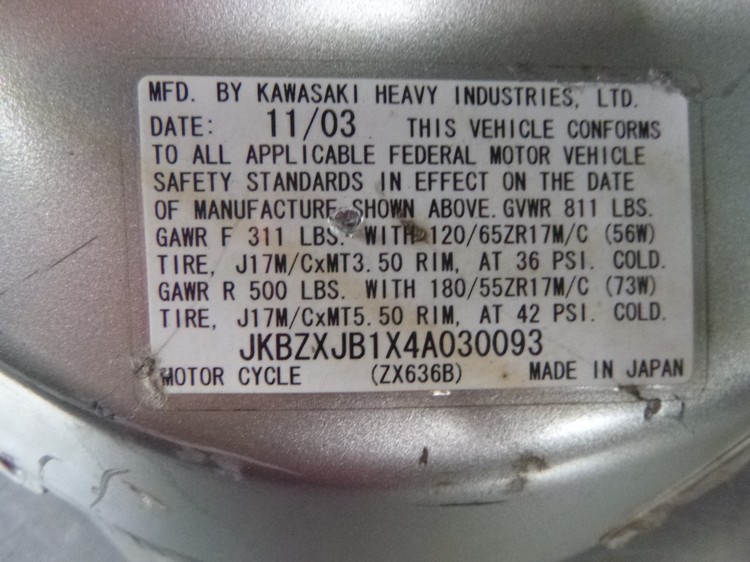 MFD. BY KAWASAKI HEAVY INDUSTRIES, LTD.
DATE: 11/03 THIS VEHICLE CONFORMS
TO ALL APPLICABLE FEDERAL MOTOR VEHICLE
SAFETY STANDARDS IN EFFECT ON THE DATE
OF MANUFACTURE SHOWN ABOVE. GVWR 811 LBS.
GAWR F 311 LBS. WITH 120/65ZR17M/C (56W)
TIRE, J17M/CxMT3.50 RIM, AT 36 PSI. COLD.
GAWR R 500 LBS. WITH 180/55ZR17M/C (73W)
TIRE, J17M/CxMT5.50 RIM, AT 42 PSI. COLD.
JKBZXJB1X4A030093
MOTOR CYCLE (ZX636B) MADE IN JAPAN